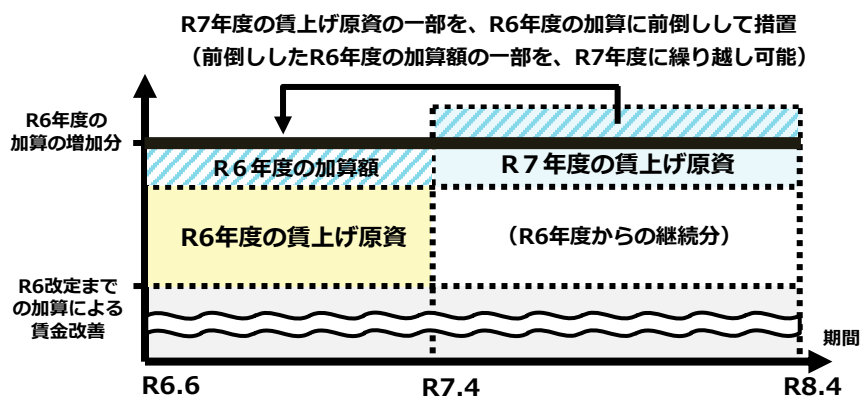 R7年度の賃上げ原資の一部を、R6年度の加算に前倒しして措置
(前倒ししたR6年度の加算額の一部を、R7年度に繰り越し可能)
R6年度の
加算の増加分
R6年度の加算額
R7年度の賃上げ原資
R6年度の賃上げ原資
(R6年度からの継続分)
R6改定まで
の加算による
賃金改善
期間
R6.6
R7.4
R8.4